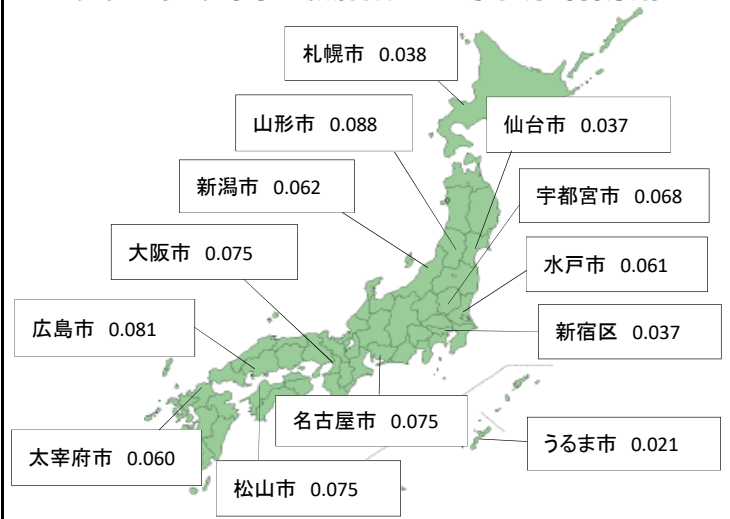 札幌市 0.038
山形市 0.088
仙台市 0.037
新潟市 0.062
宇都宮市 0.068
大阪市 0.075
水戸市 0.061
広島市 0.081
新宿区 0.037
名古屋市 0.075
うるま市 0.021
太宰府市 0.060
松山市 0.075